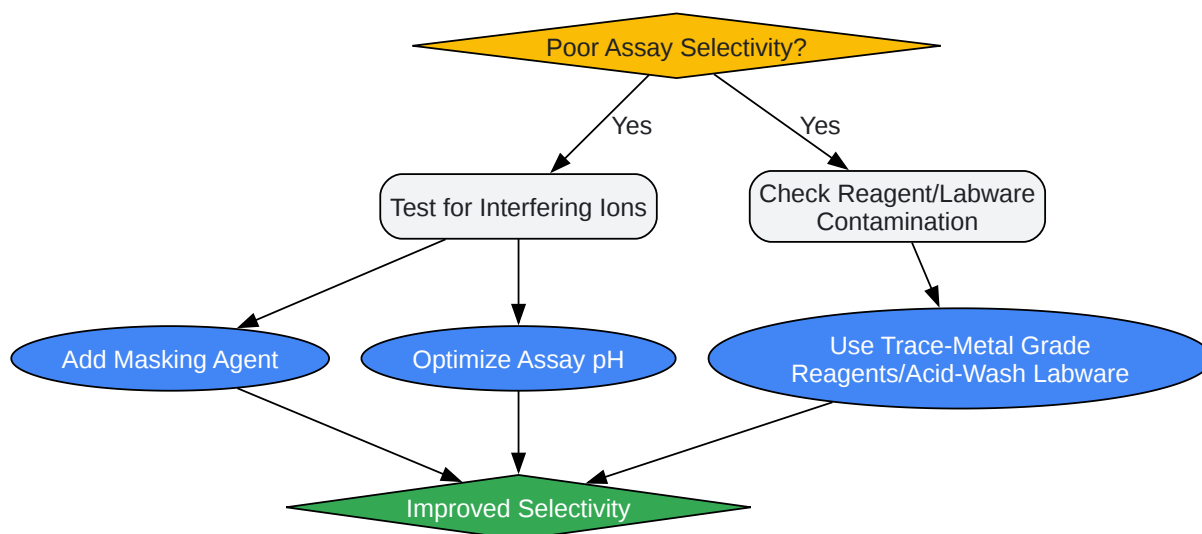 Poor Assay Selectivity?
Yes
Yes
Test for Interfering Ions
Check Reagent/Labware
Contamination
Add Masking Agent
Optimize Assay pH
Use Trace-Metal Grade
Reagents/Acid-Wash Labware
Improved Selectivity